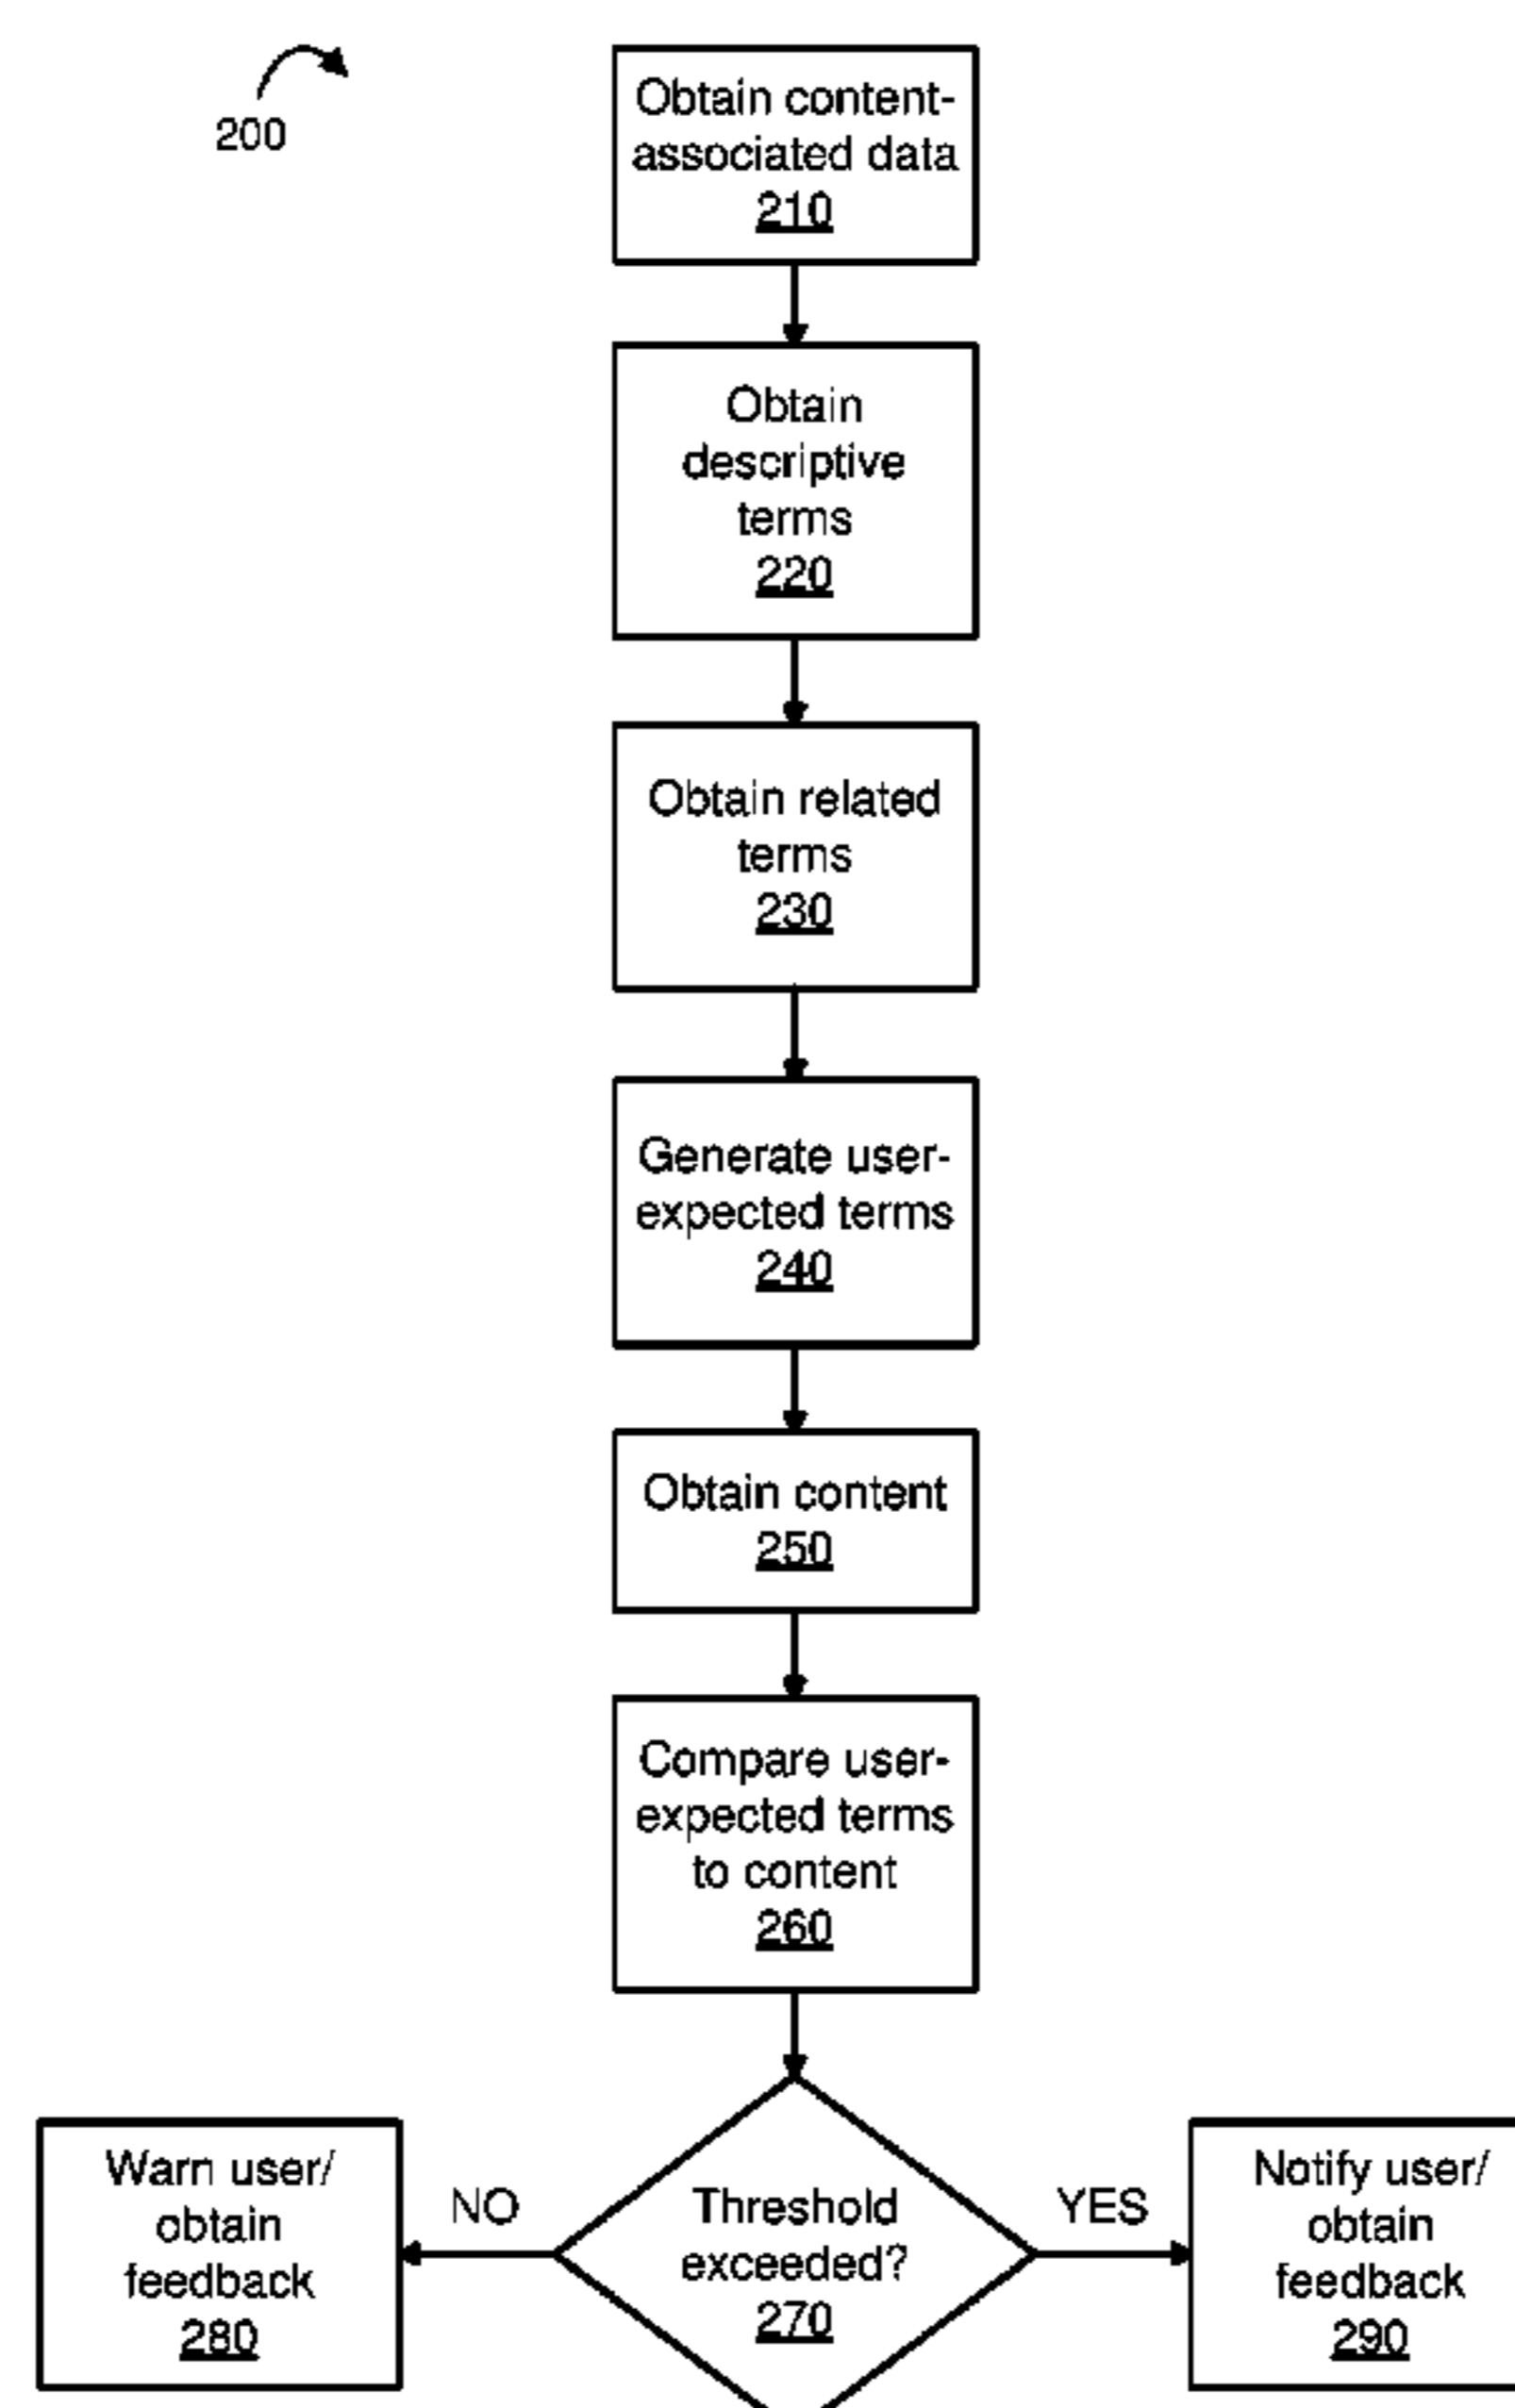 200
Obtain content-
associated data
210
Obtain
descriptive
terms
220
Obtain related
terms
230
Generate user-
expected terms
240
Obtain content
250
Compare user-
expected terms
to content
260
Warn user/
obtain
feedback
280
NO
Threshold
exceeded?
270
YES
Notify user/
obtain
feedback
290